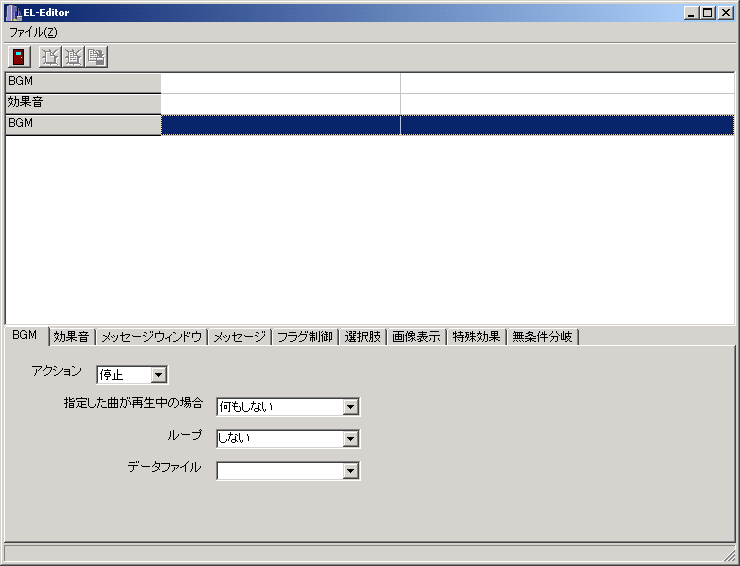 EL-Editor
ファイル(Z)
BGM
効果音
BGM
BGM 効果音 メッセージウィンドウ メッセージ フラグ制御 選択肢 画像表示 特殊効果 無条件分岐
アクション 停止
指定した曲が再生中の場合 何もしない
ループ しない
データファイル